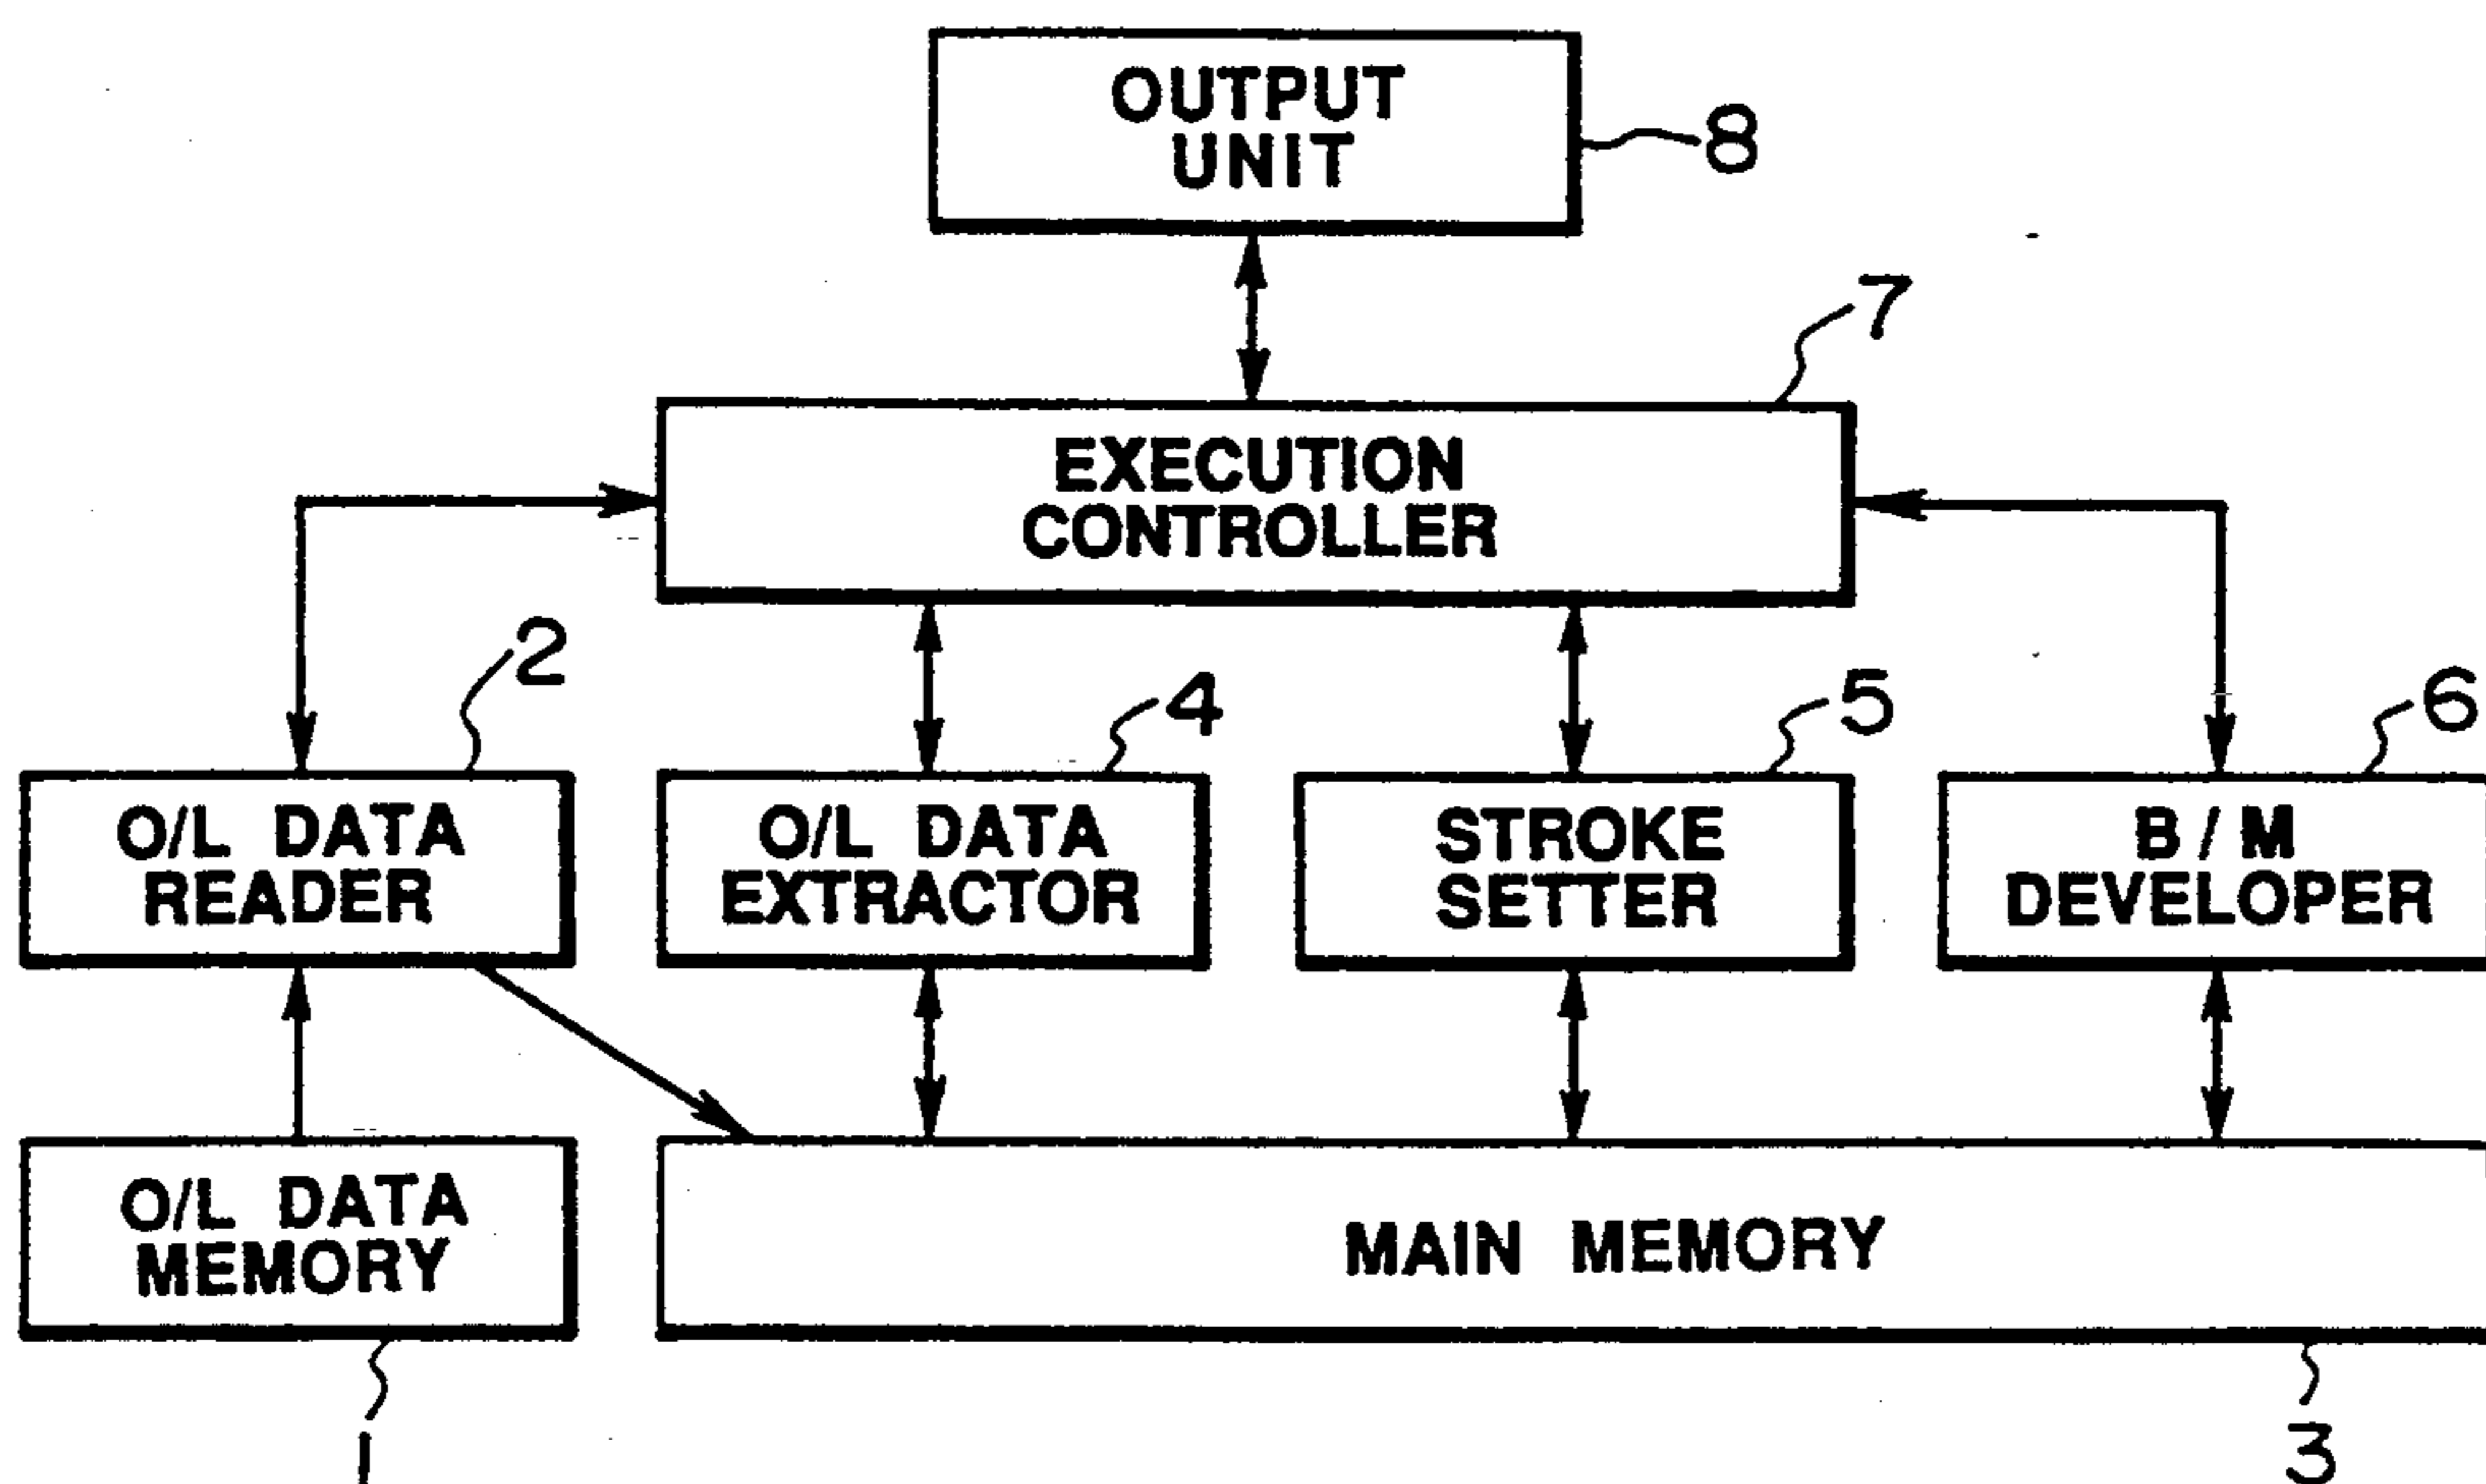 OUTPUT
UNIT
8
7
EXECUTION
CONTROLLER
2
4
5
6
O/L DATA
READER
O/L DATA
EXTRACTOR
STROKE
SETTER
B / M
DEVELOPER
O/L DATA
MEMORY
MAIN MEMORY
1
3